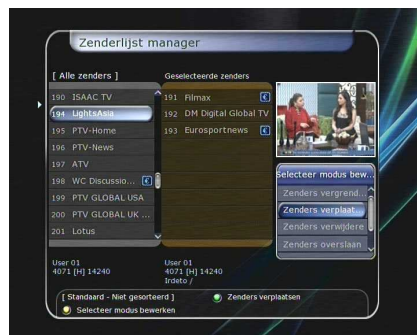 Zenderlijst manager
[ Alle zenders ]
190 ISAAC TV
194 LightsAsia
195 PTV-Home
196 PTV-News
197 ATV
198 WC Discussio... €
199 PTV GLOBAL USA
200 PTV GLOBAL UK ...
201 Lotus
User 01
4071 [H] 14240
Geselecteerde zenders
191 Filmax €
192 DM Digital Global TV
193 Eurosportnews €
User 01
4071 [H] 14240
Irdeto /
Selecteer modus bew...
Zenders vergrend...
Zenders verplaat...
Zenders verwijdere
Zenders overslaan
[ Standaard - Niet gesorteerd ]
Zenders verplaatsen
Selecteer modus bewerken